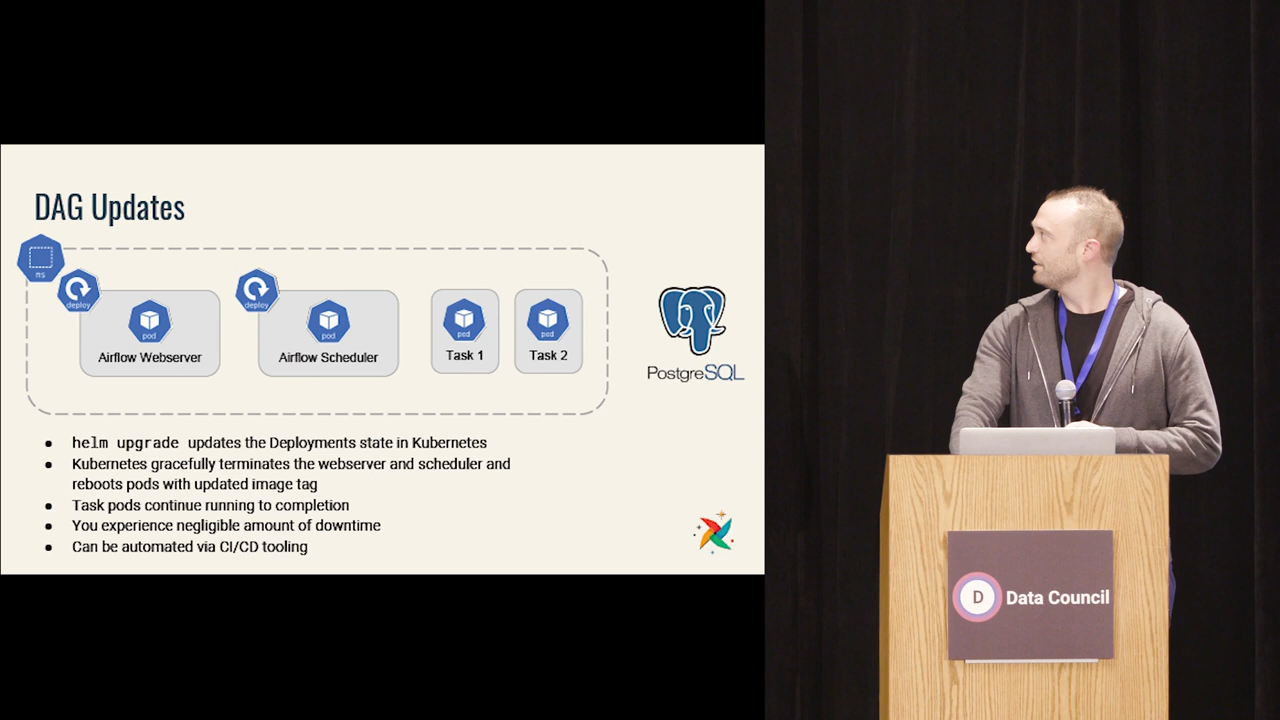 DAG Updates
ns
deploy
deploy
pod
pod
pod
pod
Airflow Webserver
Airflow Scheduler
Task 1
Task 2
PostgreSQL
● helm upgrade updates the Deployments state in Kubernetes
● Kubernetes gracefully terminates the webserver and scheduler and
reboots pods with updated image tag
● Task pods continue running to completion
● You experience negligible amount of downtime
● Can be automated via CI/CD tooling
D Data Council